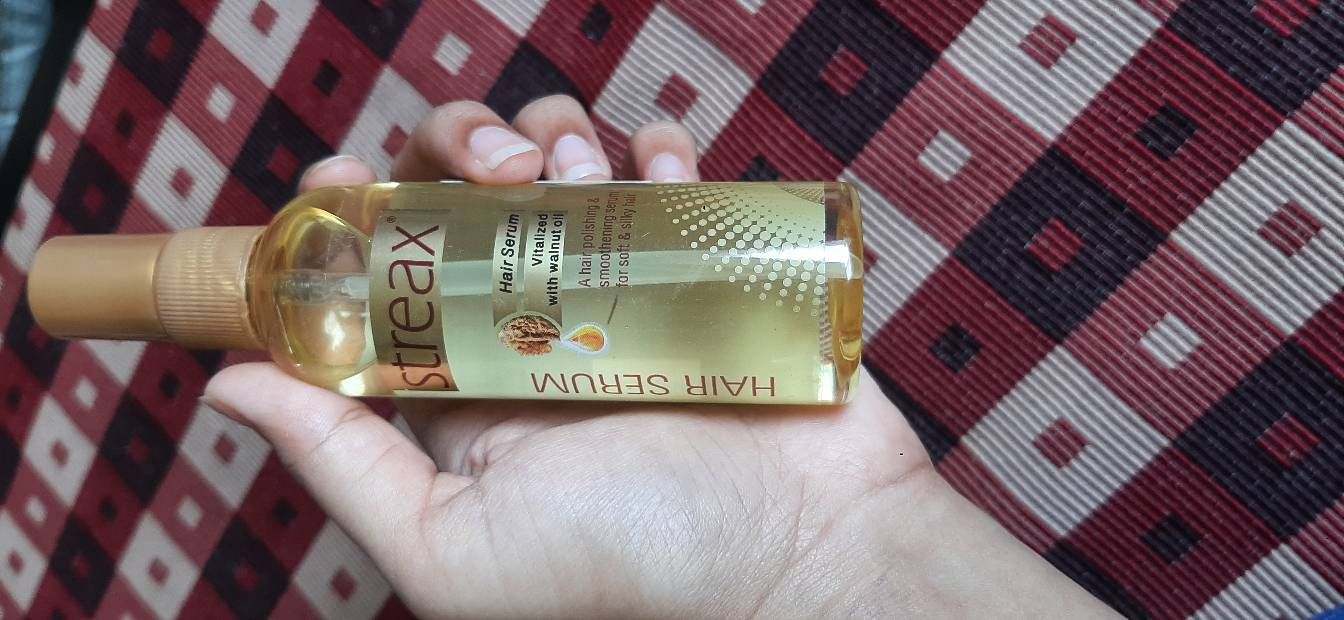 streax®
Hair Serum
Vitalized
with walnut oil
A hair polishing &
smoothening serum
for soft & silky hair
HAIR SERUM